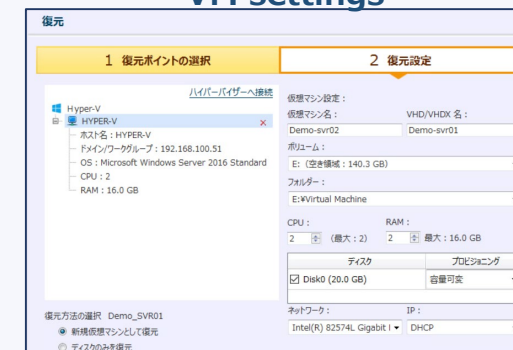 復元
1 復元ポイントの選択
2 復元設定
ハイパーバイザーへ接続
Hyper-V
HYPER-V
ホスト名：HYPER-V
ドメイン/ワークグループ：192.168.100.51
OS：Microsoft Windows Server 2016 Standard
CPU：2
RAM：16.0 GB
復元方法の選択 Demo_SVR01
新規仮想マシンとして復元
ディスクのみを復元
仮想マシン設定：
仮想マシン名： VHD/VHDX 名：
Demo-svr02 Demo-svr01
ボリューム：
E:（空き領域：140.3 GB）
フォルダー：
E:¥Virtual Machine
CPU： RAM：
2 （最大：2） 2 最大：16.0 GB
ディスク プロビジョニング
Disk0 (20.0 GB) 容量可変
ネットワーク： IP：
Intel(R) 82574L Gigabit DHCP